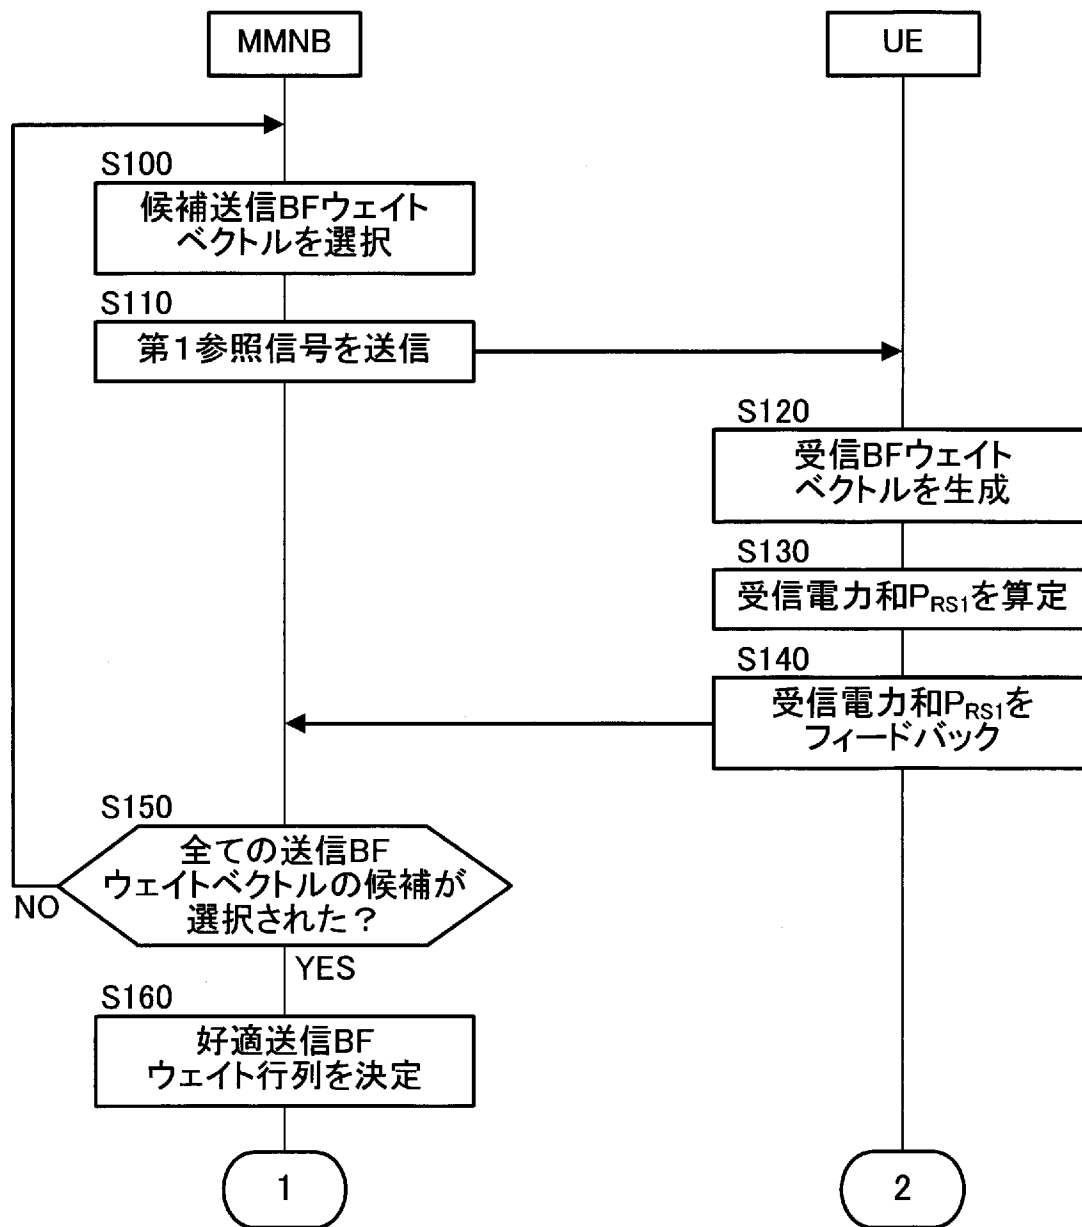 MMNB
UE
S100
候補送信BFウェイト
ベクトルを選択
S110
第1参照信号を送信
S120
受信BFウェイト
ベクトルを生成
S130
受信電力和PRS1を算定
S140
受信電力和PRS1を
フィードバック
S150
全ての送信BF
ウェイトベクトルの候補が
選択された？
NO
YES
S160
好適送信BF
ウェイト行列を決定
1
2